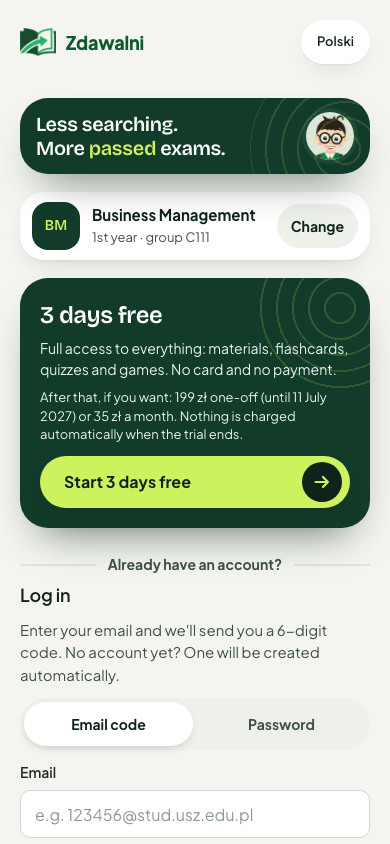 Zdawalni
Polski
Less searching.
More passed exams.
BM
Business Management
1st year · group C111
Change
3 days free
Full access to everything: materials, flashcards,
quizzes and games. No card and no payment.
After that, if you want: 199 zł one-off (until 11 July
2027) or 35 zł a month. Nothing is charged
automatically when the trial ends.
Start 3 days free
Already have an account?
Log in
Enter your email and we'll send you a 6-digit
code. No account yet? One will be created
automatically.
Email code
Password
Email
e.g. 123456@stud.usz.edu.pl